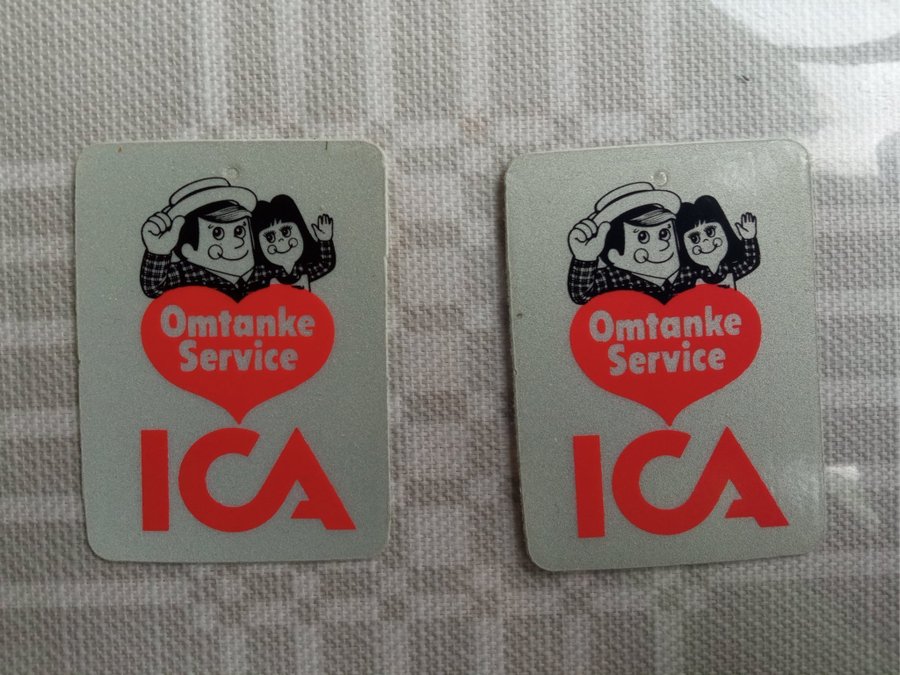 Omtanke
Service
ICA
Omtanke
Service
ICA